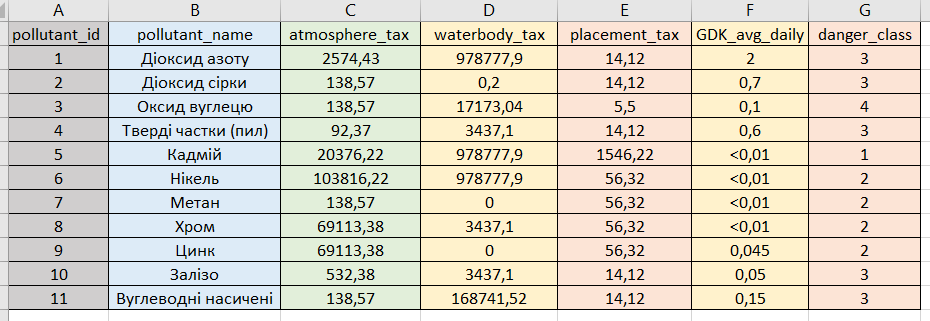 A B C D E F G
pollutant_id pollutant_name atmosphere_tax waterbody_tax placement_tax GDK_avg_daily danger_class
1 Діоксид азоту 2574,43 978777,9 14,12 2 3
2 Діоксид сірки 138,57 0,2 14,12 0,7 3
3 Оксид вуглецю 138,57 17173,04 5,5 0,1 4
4 Тверді частки (пил) 92,37 3437,1 14,12 0,6 3
5 Кадмій 20376,22 978777,9 1546,22 <0,01 1
6 Нікель 103816,22 978777,9 56,32 <0,01 2
7 Метан 138,57 0 56,32 <0,01 2
8 Хром 69113,38 3437,1 56,32 <0,01 2
9 Цинк 69113,38 0 56,32 0,045 2
10 Залізо 532,38 3437,1 14,12 0,05 3
11 Вуглеводні насичені 138,57 168741,52 14,12 0,15 3